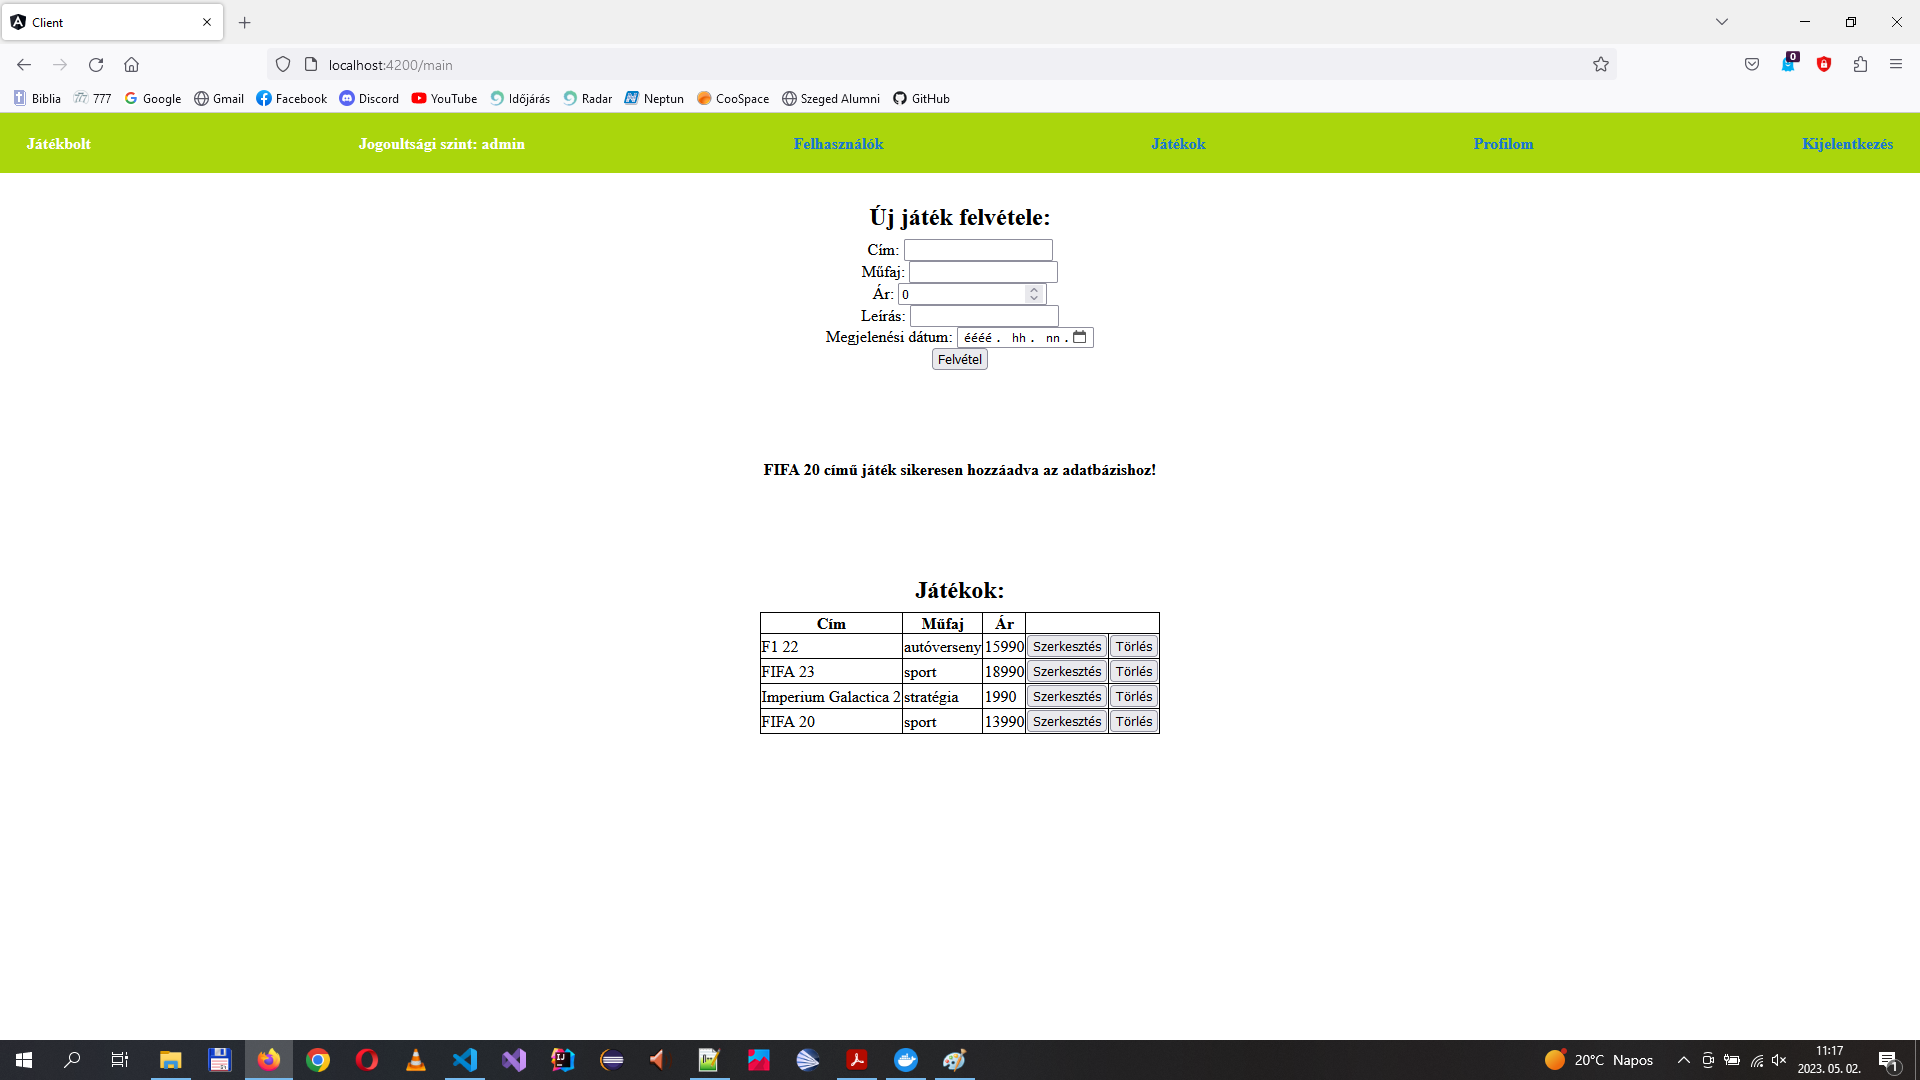 Client
localhost:4200/main
0
Biblia 777 Google Gmail Facebook Discord YouTube Időjárás Radar Neptun CooSpace Szeged Alumni GitHub
Játékbolt Jogoultsági szint: admin Felhasználók Játékok Profilom Kijelentkezés
Új játék felvétele:
Cím:
Műfaj:
Ár: 0
Leírás:
Megjelenési dátum: éééé. hh. nn.
Felvétel
FIFA 20 című játék sikeresen hozzáadva az adatbázishoz!
Játékok:
Cím Műfaj Ár
F1 22 autóverseny 15990 Szerkesztés Törlés
FIFA 23 sport 18990 Szerkesztés Törlés
Imperium Galactica 2 stratégia 1990 Szerkesztés Törlés
FIFA 20 sport 13990 Szerkesztés Törlés
20°C Napos
11:17
2023. 05. 02.
1